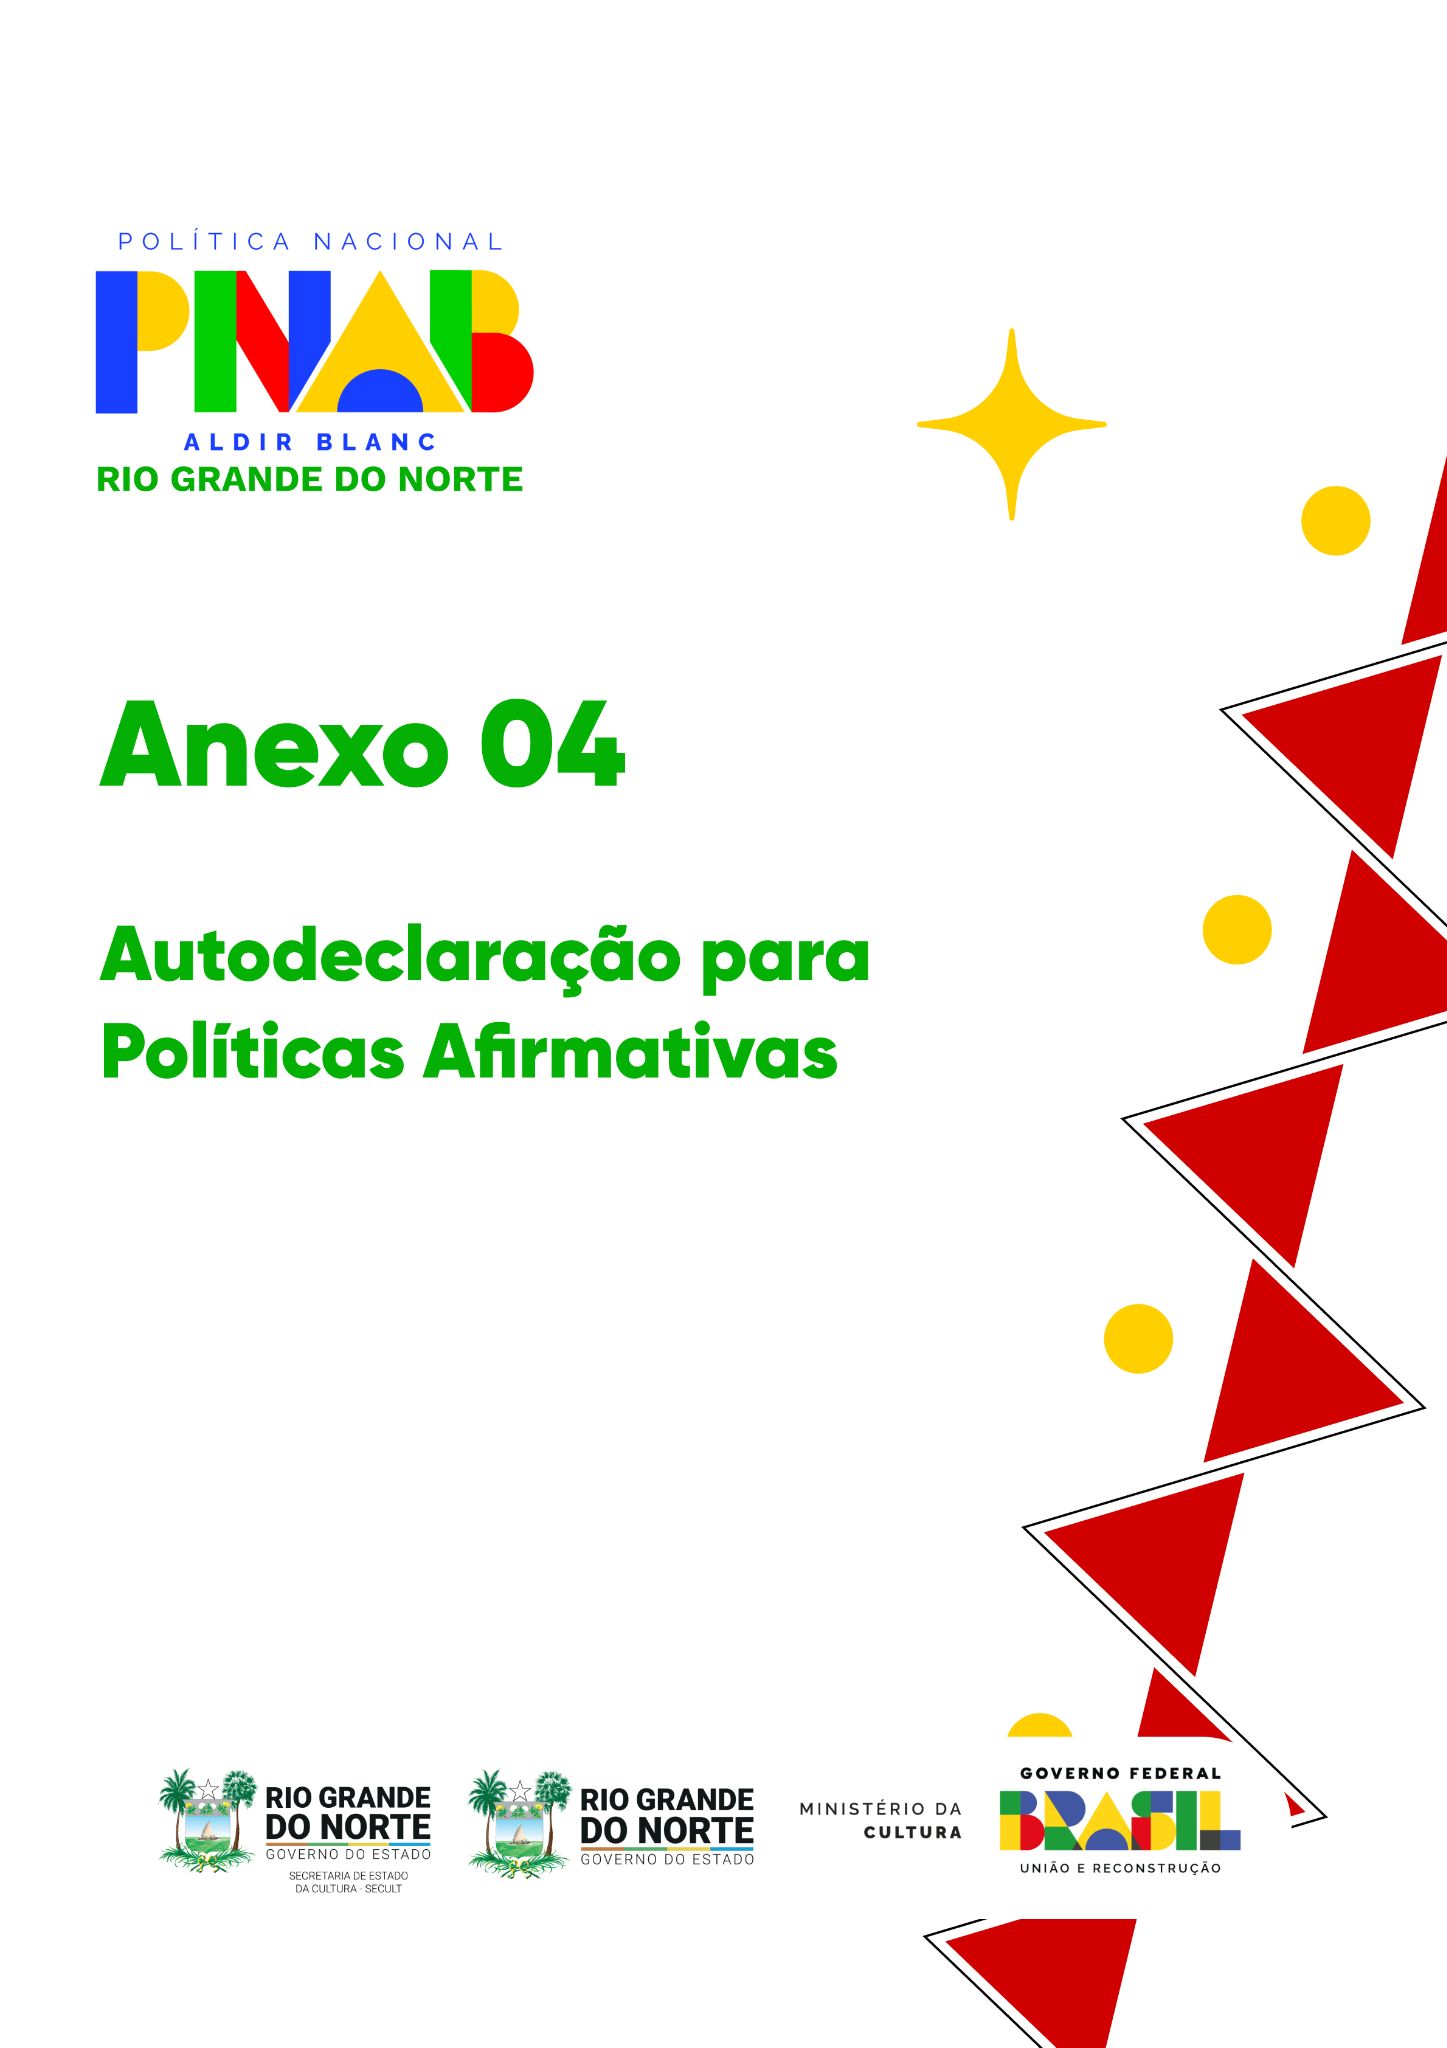 POLÍTICA NACIONAL
PNAB
ALDIR BLANC
RIO GRANDE DO NORTE
Anexo 04
Autodeclaração para
Políticas Afirmativas
RIO GRANDE
DO NORTE
GOVERNO DO ESTADO
SECRETARIA DE ESTADO
DA CULTURA - SECULT
RIO GRANDE
DO NORTE
GOVERNO DO ESTADO
MINISTÉRIO DA
CULTURA
GOVERNO FEDERAL
BRASIL
UNIÃO E RECONSTRUÇÃO